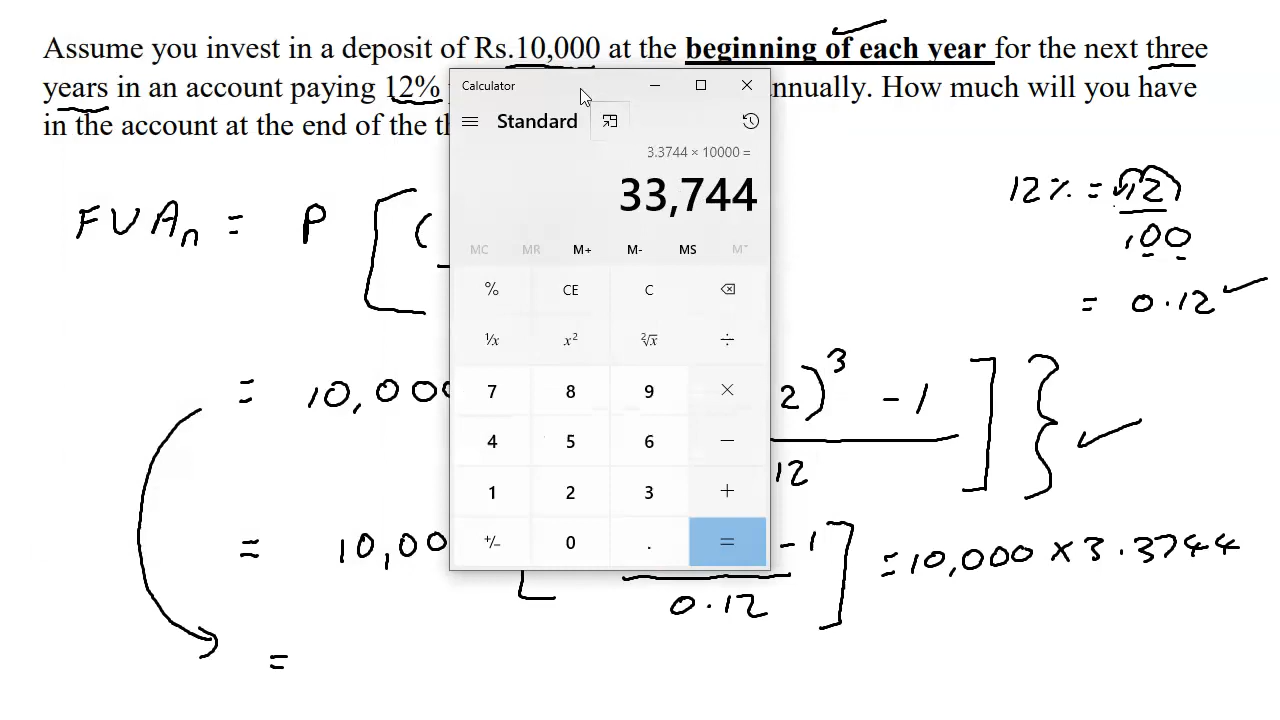 Assume you invest in a deposit of Rs.10,000 at the beginning of each year for the next three
years in an account paying 12% nnually. How much will you have
in the account at the end of the th
Calculator
Standard
3.3744 × 10000 =
33,744
MC MR M+ M- MS M˅
% CE C ⌫
¹/x x² ²√x ÷
7 8 9 ×
4 5 6 −
1 2 3 +
+/− 0 . =
12% = 12
100
= 0.12
FVAn = P [ (
= 10,000 2)³ - 1 ] }
12
= 10,00 [ - 1 ] = 10,000 × 3.3744
0.12
=